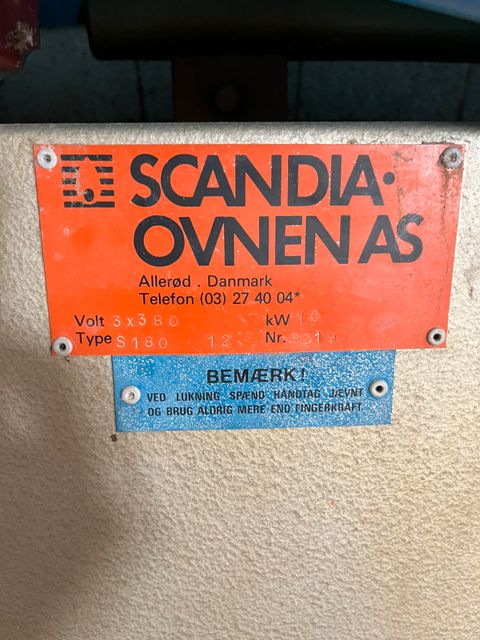 SCANDIA·
OVNEN AS
Allerød . Danmark
Telefon (03) 27 40 04*
Volt 3x380 kW 10
Type S180 Nr.
BEMÆRK!
VED LUKNING SPÆND HÅNDTAG JÆVNT
OG BRUG ALDRIG MERE END FINGERKRAFT.